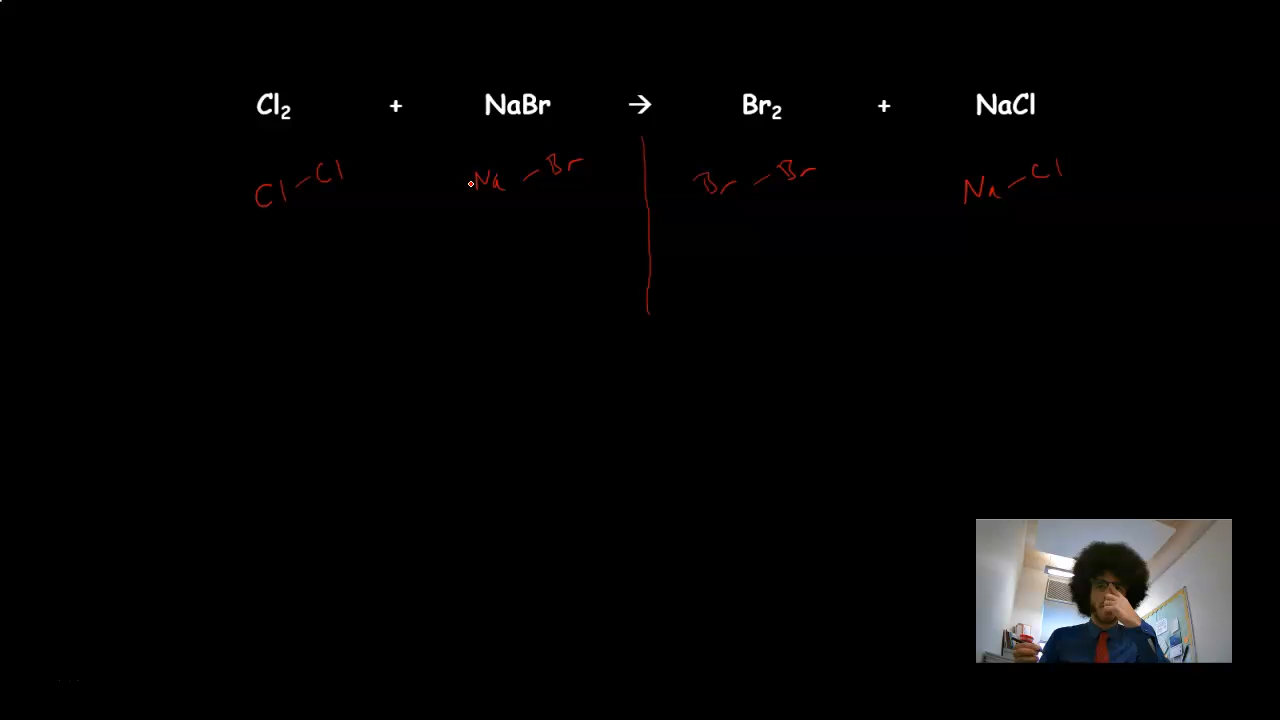 Cl₂ + NaBr → Br₂ + NaCl
Cl – Cl Na – Br Br – Br Na – Cl